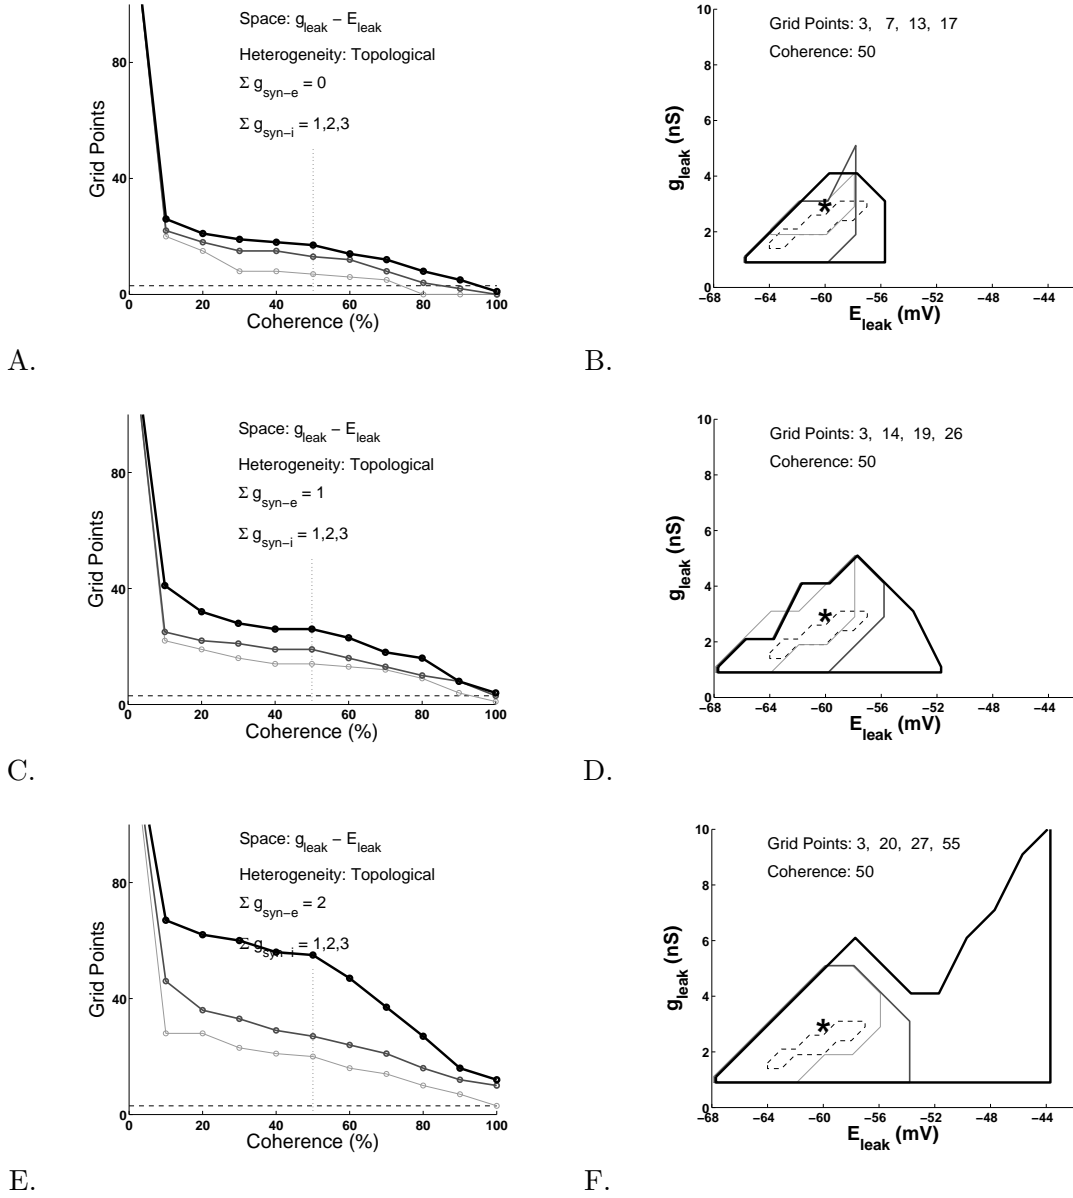 Space: g_leak − E_leak
Heterogeneity: Topological
Σ g_syn−e = 0
Σ g_syn−i = 1,2,3
Grid Points
80
40
0
0 20 40 60 80 100
Coherence (%)
A.
Grid Points: 3, 7, 13, 17
Coherence: 50
g_leak (nS)
10
8
6
4
2
0
*
−68 −64 −60 −56 −52 −48 −44
E_leak (mV)
B.
Space: g_leak − E_leak
Heterogeneity: Topological
Σ g_syn−e = 1
Σ g_syn−i = 1,2,3
Grid Points
80
40
0
0 20 40 60 80 100
Coherence (%)
C.
Grid Points: 3, 14, 19, 26
Coherence: 50
g_leak (nS)
10
8
6
4
2
0
*
−68 −64 −60 −56 −52 −48 −44
E_leak (mV)
D.
Space: g_leak − E_leak
Heterogeneity: Topological
Σ g_syn−e = 2
Σ g_syn−i = 1,2,3
Grid Points
80
40
0
0 20 40 60 80 100
Coherence (%)
E.
Grid Points: 3, 20, 27, 55
Coherence: 50
g_leak (nS)
10
8
6
4
2
0
*
−68 −64 −60 −56 −52 −48 −44
E_leak (mV)
F.